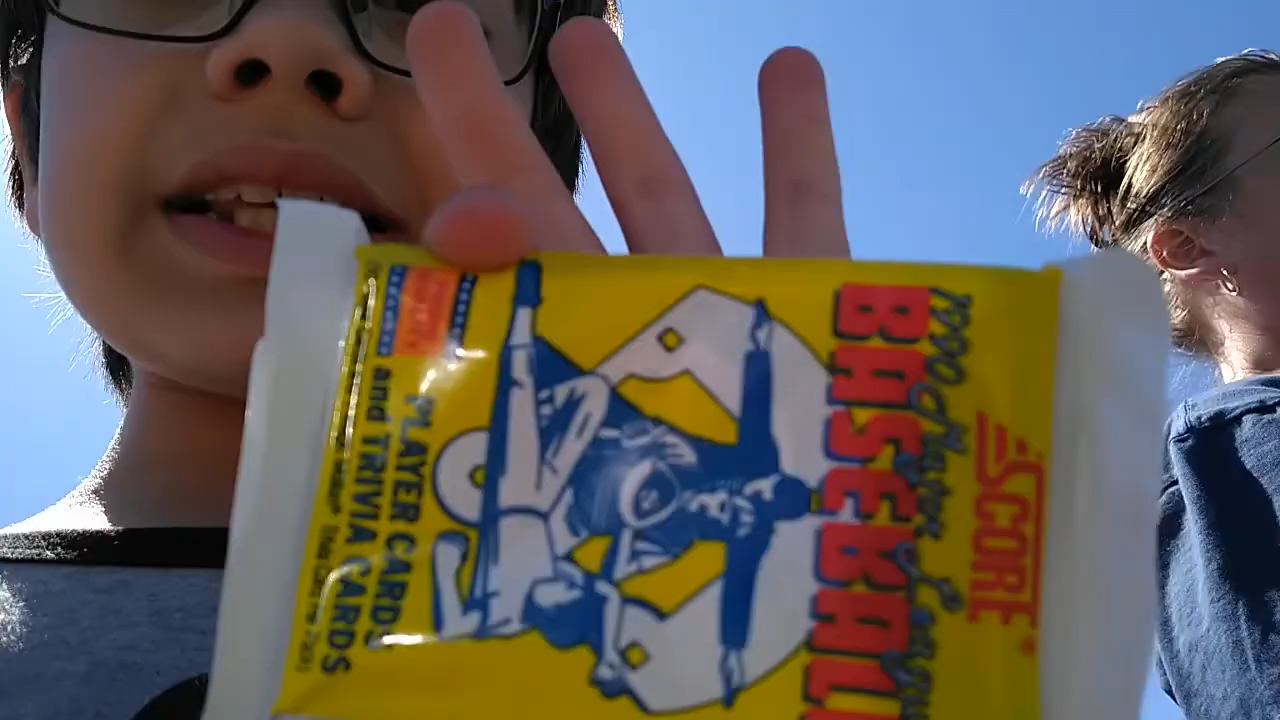 SCORE
1990 Major League
BASEBALL
PLAYER CARDS
and TRIVIA CARDS